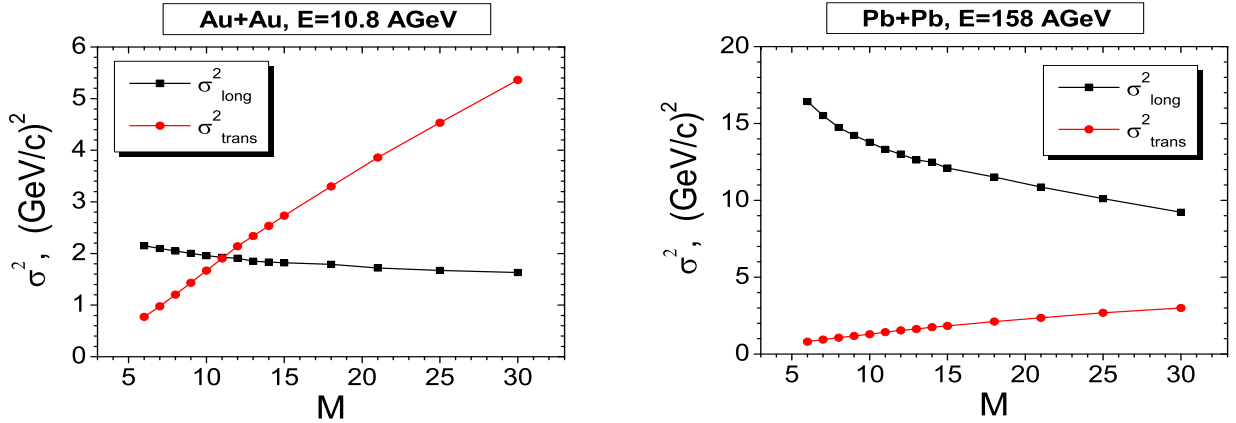 Au+Au, E=10.8 AGeV
σ², (GeV/c)²
6
5
4
3
2
1
0
σ²long
σ²trans
5 10 15 20 25 30
M
Pb+Pb, E=158 AGeV
σ², (GeV/c)²
20
15
10
5
0
σ²long
σ²trans
5 10 15 20 25 30
M